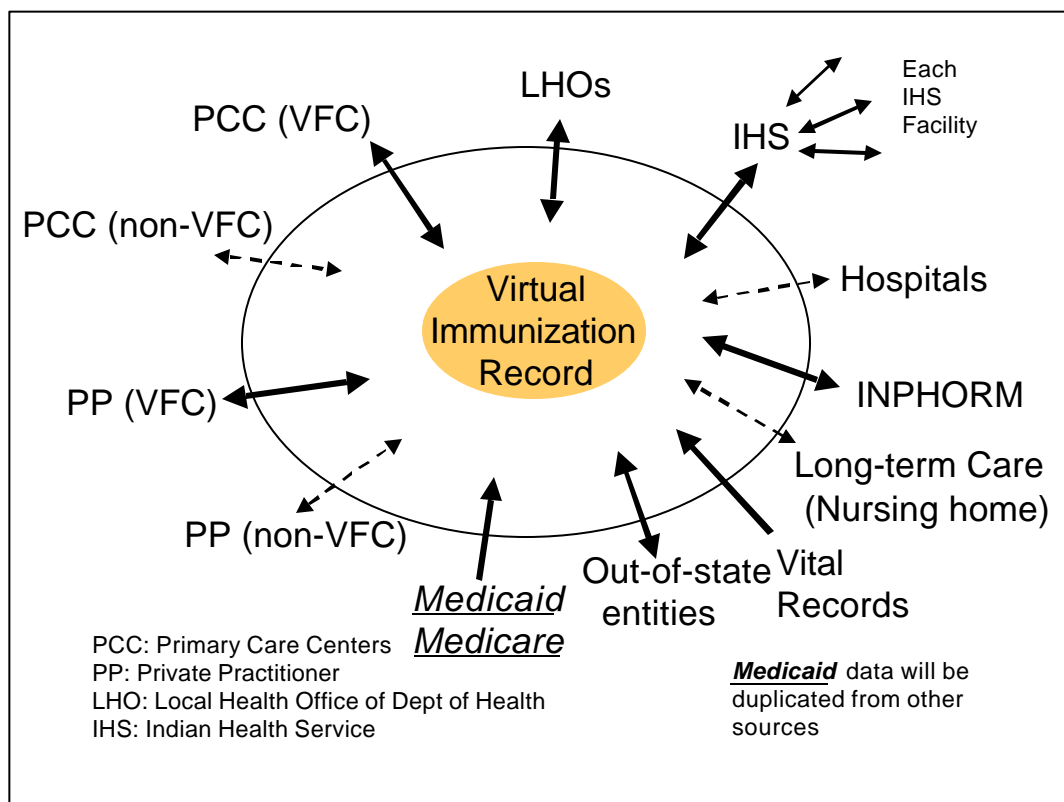 LHOs
Each
IHS
Facility
PCC (VFC)
IHS
PCC (non-VFC)
Hospitals
Virtual
Immunization
Record
PP (VFC)
INPHORM
Long-term Care
(Nursing home)
PP (non-VFC)
Medicaid
Medicare
Out-of-state
entities
Vital
Records
PCC: Primary Care Centers
PP: Private Practitioner
LHO: Local Health Office of Dept of Health
IHS: Indian Health Service
Medicaid data will be
duplicated from other
sources